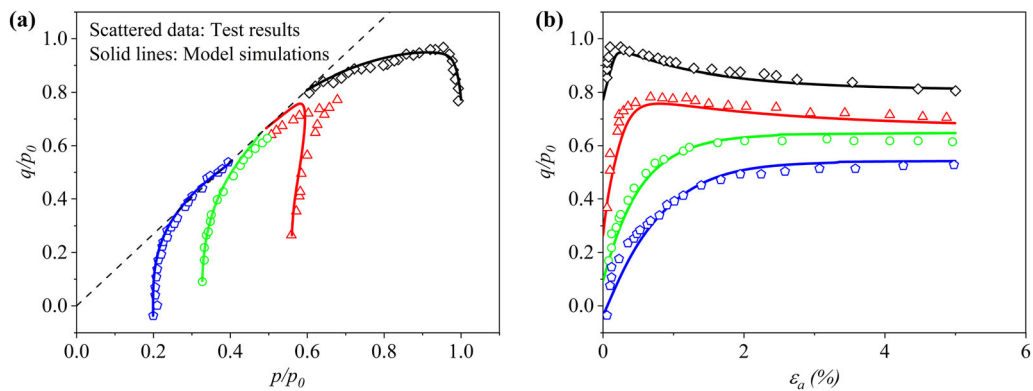 (a)
Scattered data: Test results
Solid lines: Model simulations
q/p0
1.0
0.8
0.6
0.4
0.2
0.0
0.0 0.2 0.4 0.6 0.8 1.0
p/p0
(b)
q/p0
1.0
0.8
0.6
0.4
0.2
0.0
0 2 4 6
εa (%)